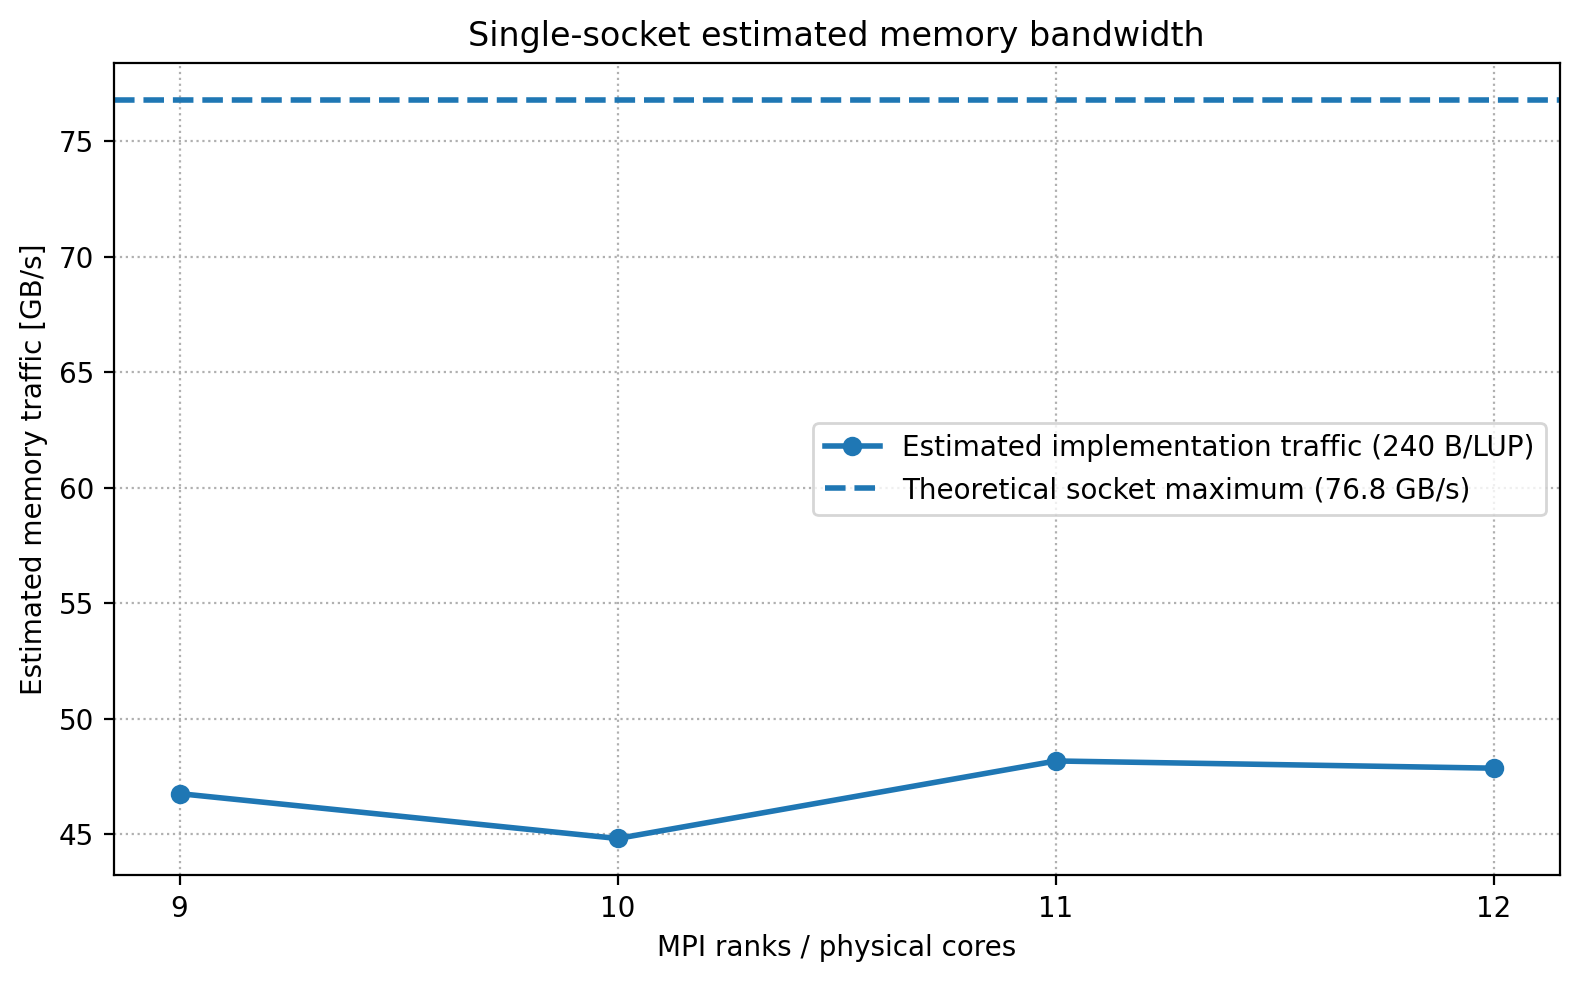 Single-socket estimated memory bandwidth
Estimated memory traffic [GB/s]
75
70
65
60
55
50
45
Estimated implementation traffic (240 B/LUP)
Theoretical socket maximum (76.8 GB/s)
9
10
11
12
MPI ranks / physical cores